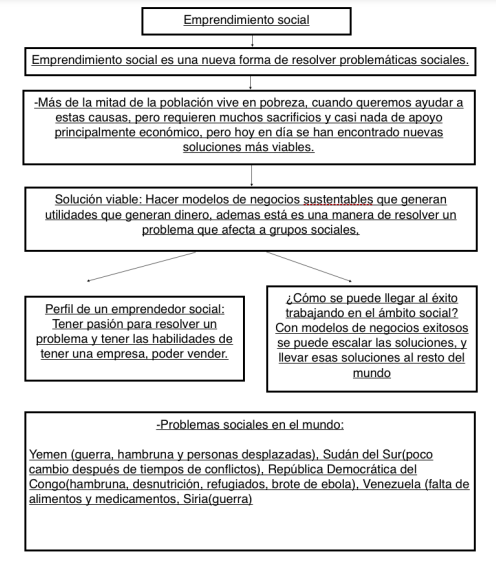 Emprendimiento social
Emprendimiento social es una nueva forma de resolver problemáticas sociales.
-Más de la mitad de la población vive en pobreza, cuando queremos ayudar a
estas causas, pero requieren muchos sacrificios y casi nada de apoyo
principalmente económico, pero hoy en día se han encontrado nuevas
soluciones más viables.
Solución viable: Hacer modelos de negocios sustentables que generan
utilidades que generan dinero, ademas está es una manera de resolver un
problema que afecta a grupos sociales,
Perfil de un emprendedor social:
Tener pasión para resolver un
problema y tener las habilidades de
tener una empresa, poder vender.
¿Cómo se puede llegar al éxito
trabajando en el ámbito social?
Con modelos de negocios exitosos
se puede escalar las soluciones, y
llevar esas soluciones al resto del
mundo
-Problemas sociales en el mundo:
Yemen (guerra, hambruna y personas desplazadas), Sudán del Sur(poco
cambio después de tiempos de conflictos), República Democrática del
Congo(hambruna, desnutrición, refugiados, brote de ebola), Venezuela (falta de
alimentos y medicamentos, Siria(guerra)